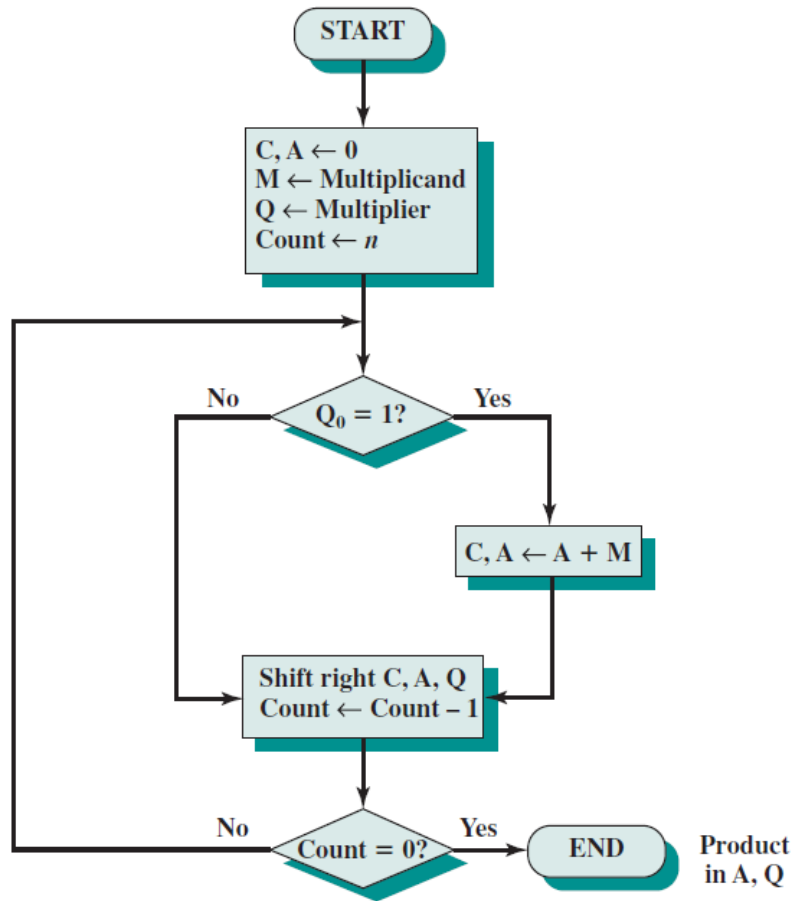 START
C, A ← 0
M ← Multiplicand
Q ← Multiplier
Count ← n
No
Yes
Q₀ = 1?
C, A ← A + M
Shift right C, A, Q
Count ← Count – 1
No
Yes
Count = 0?
END
Product
in A, Q